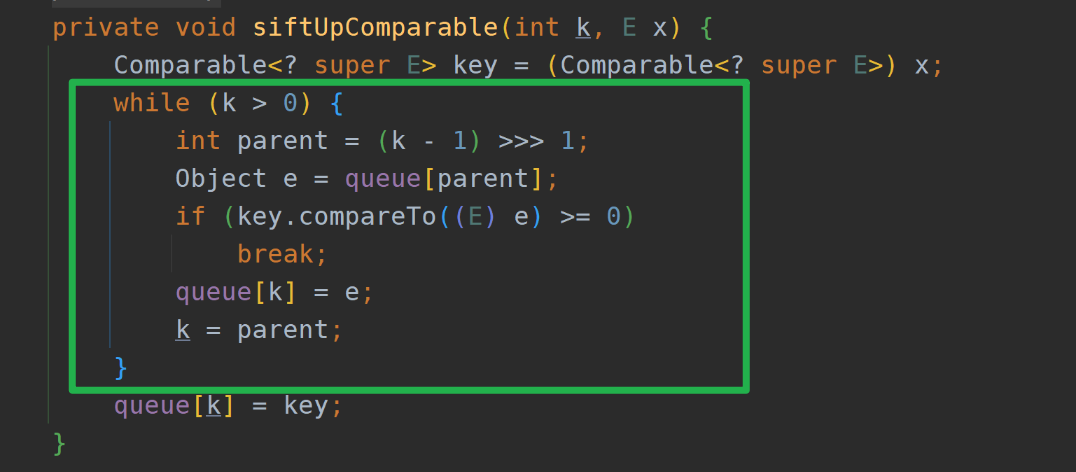 private void siftUpComparable(int k, E x) {
Comparable<? super E> key = (Comparable<? super E>) x;
while (k > 0) {
int parent = (k - 1) >>> 1;
Object e = queue[parent];
if (key.compareTo((E) e) >= 0)
break;
queue[k] = e;
k = parent;
}
queue[k] = key;
}